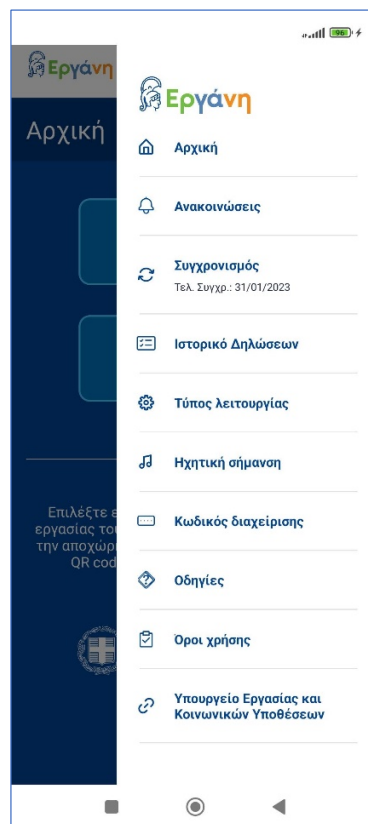 96
Εργάνη
Εργάνη
Αρχική
Αρχική
Ανακοινώσεις
Συγχρονισμός
Τελ. Συγχρ.: 31/01/2023
Ιστορικό Δηλώσεων
Τύπος λειτουργίας
Ηχητική σήμανση
Κωδικός διαχείρισης
Οδηγίες
Όροι χρήσης
Υπουργείο Εργασίας και
Κοινωνικών Υποθέσεων
Επιλέξτε ε
εργασίας του
την αποχώρ
QR cod